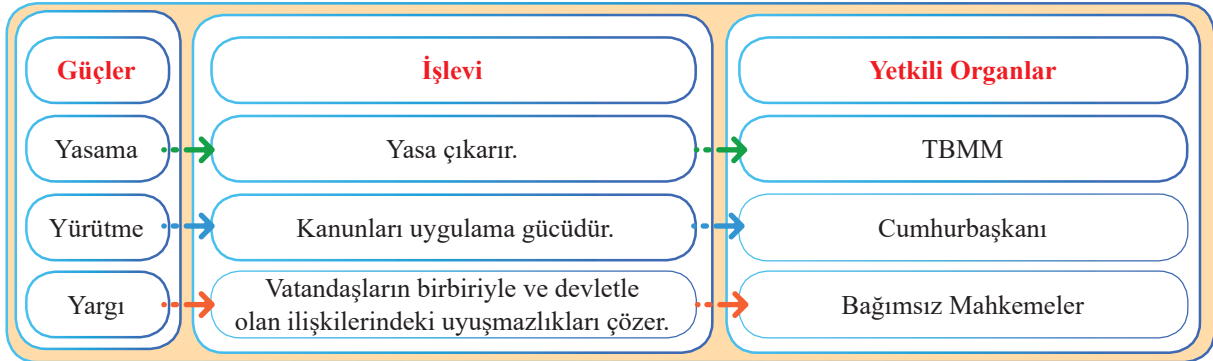 Güçler
İşlevi
Yetkili Organlar
Yasama
Yasa çıkarır.
TBMM
Yürütme
Kanunları uygulama gücüdür.
Cumhurbaşkanı
Yargı
Vatandaşların birbiriyle ve devletle
olan ilişkilerindeki uyuşmazlıkları çözer.
Bağımsız Mahkemeler